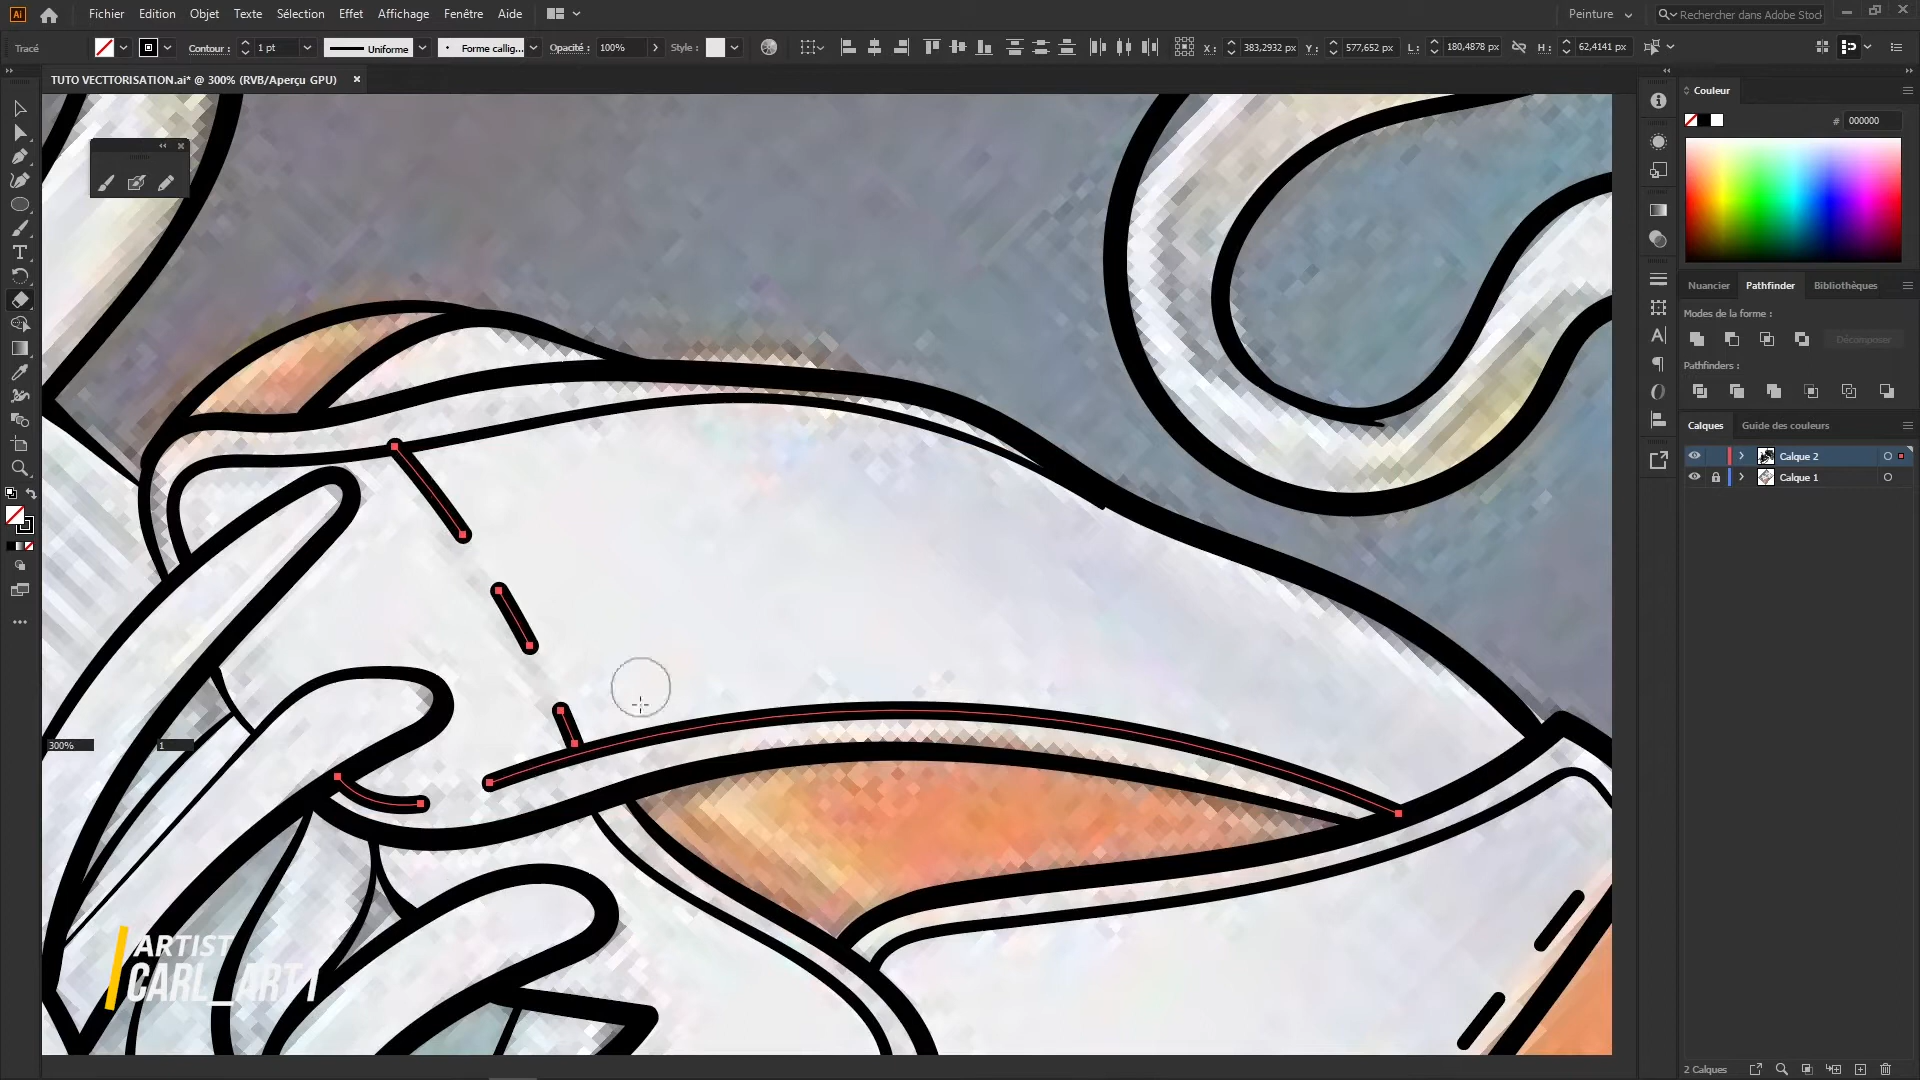 Fichier Edition Objet Texte Sélection Effet Affichage Fenêtre Aide
Peinture
Rechercher dans Adobe Stock
Tracé
Contour : 1 pt
Uniforme
Forme callig...
Opacité : 100%
Style :
X : 383,2932 px
Y : 577,652 px
L : 180,4878 px
H : 62,4141 px
TUTO VECTTORISATION.ai* @ 300% (RVB/Aperçu GPU)
Couleur
# 000000
Nuancier Pathfinder Bibliothèques
Modes de la forme :
Décomposer
Pathfinders :
Calques Guide des couleurs
Calque 2
Calque 1
300% 1
ARTIST
CARL_ART1
2 Calques